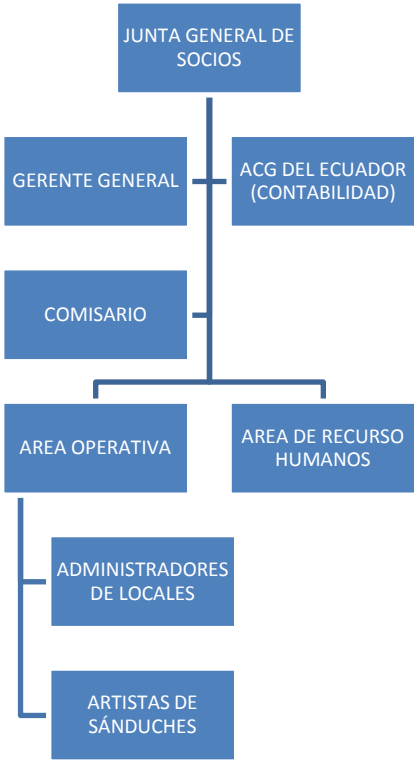 JUNTA GENERAL DE
SOCIOS
GERENTE GENERAL
ACG DEL ECUADOR
(CONTABILIDAD)
COMISARIO
AREA OPERATIVA
AREA DE RECURSO
HUMANOS
ADMINISTRADORES
DE LOCALES
ARTISTAS DE
SÁNDUCHES